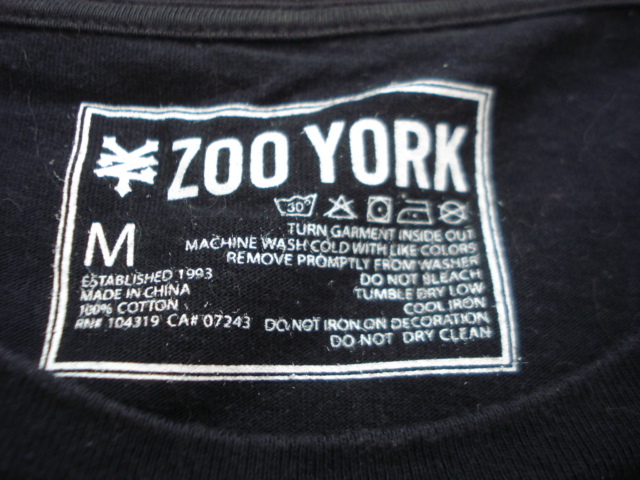 ZOO YORK
30°
M
ESTABLISHED 1993
MADE IN CHINA
100% COTTON
RN# 104319 CA# 07243
TURN GARMENT INSIDE OUT
MACHINE WASH COLD WITH LIKE COLORS
REMOVE PROMPTLY FROM WASHER
DO NOT BLEACH
TUMBLE DRY LOW
COOL IRON
DO NOT IRON ON DECORATION
DO NOT DRY CLEAN